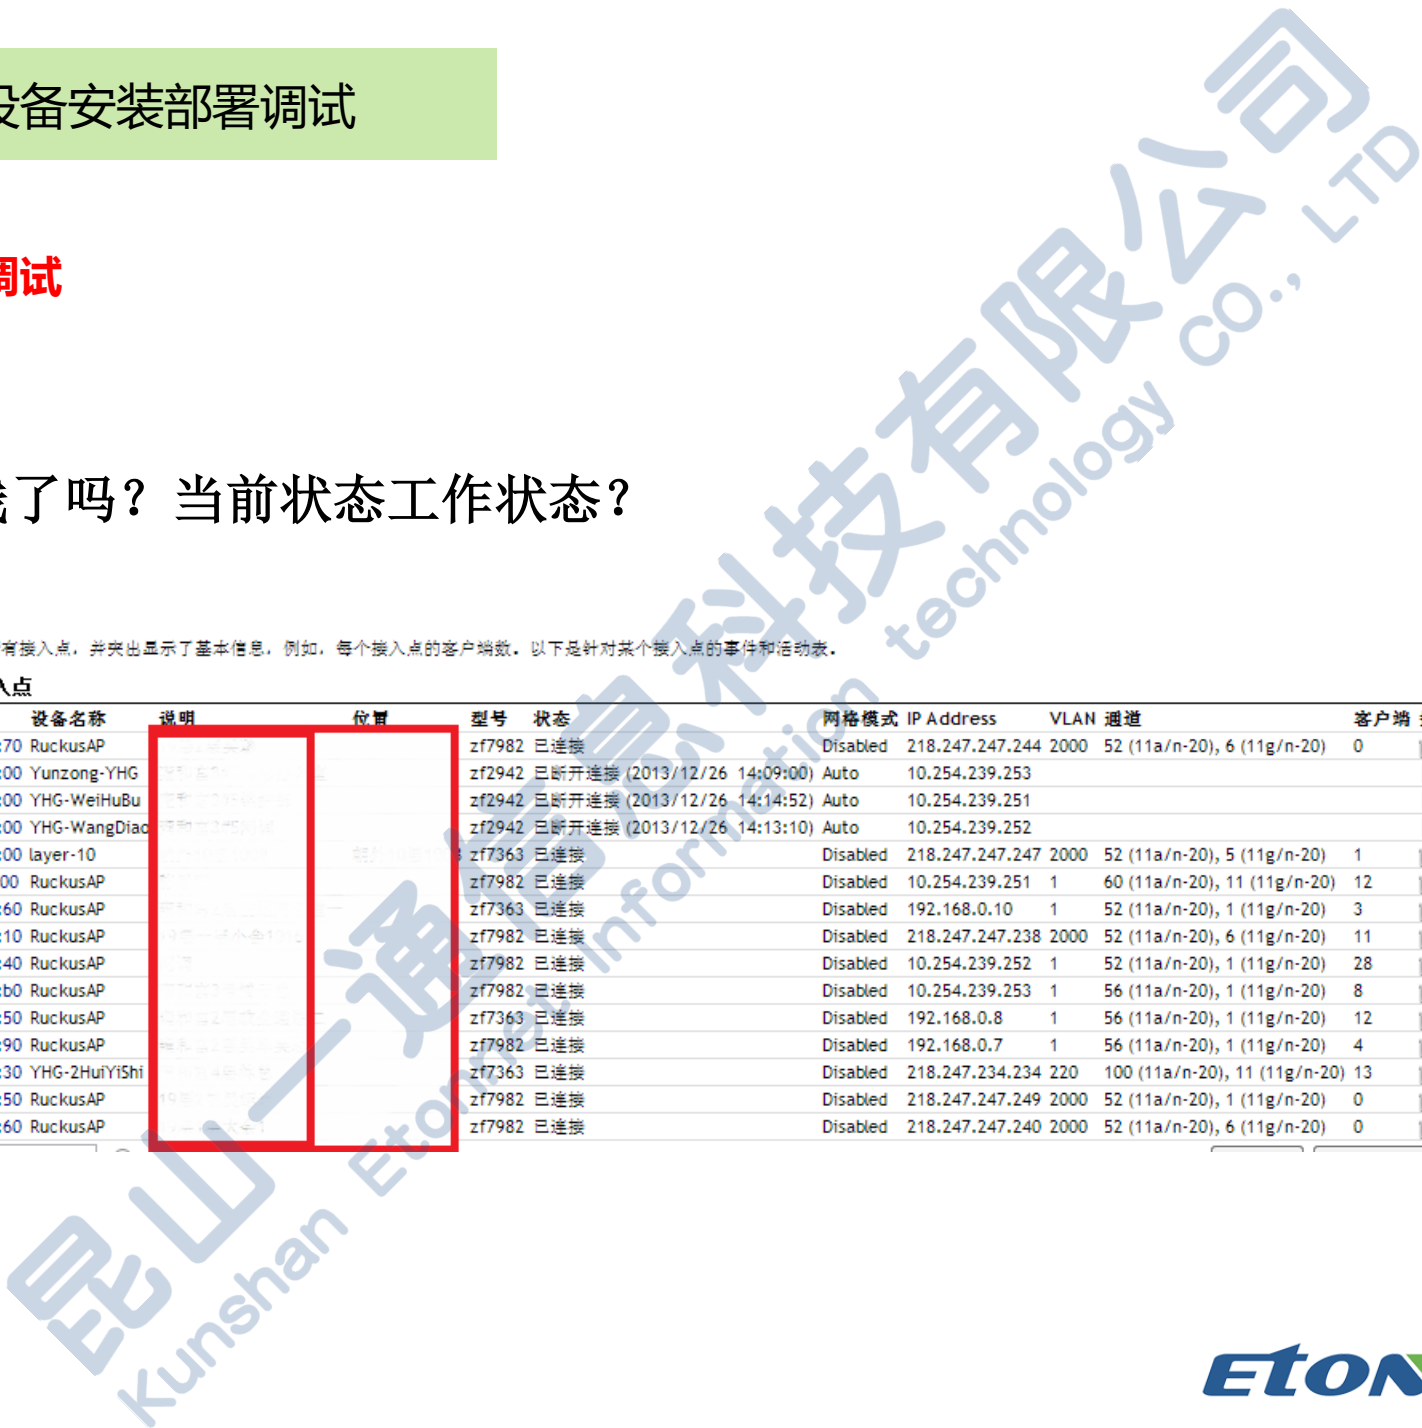 设备安装部署调试
调试
了吗？当前状态工作状态？
有接入点，并突出显示了基本信息，例如，每个接入点的客户端数。以下是针对某个接入点的事件和活动表。
入点
设备名称 说明 位置 型号 状态 网格模式 IP Address VLAN 通道 客户端
:70 RuckusAP zf7982 已连接 Disabled 218.247.247.244 2000 52 (11a/n-20), 6 (11g/n-20) 0
:00 Yunzong-YHG zf2942 已断开连接 (2013/12/26 14:09:00) Auto 10.254.239.253
:00 YHG-WeiHuBu zf2942 已断开连接 (2013/12/26 14:14:52) Auto 10.254.239.251
:00 YHG-WangDiao zf2942 已断开连接 (2013/12/26 14:13:10) Auto 10.254.239.252
:00 layer-10 zf7363 已连接 Disabled 218.247.247.247 2000 52 (11a/n-20), 5 (11g/n-20) 1
00 RuckusAP zf7982 已连接 Disabled 10.254.239.251 1 60 (11a/n-20), 11 (11g/n-20) 12
:60 RuckusAP zf7363 已连接 Disabled 192.168.0.10 1 52 (11a/n-20), 1 (11g/n-20) 3
:10 RuckusAP zf7982 已连接 Disabled 218.247.247.238 2000 52 (11a/n-20), 6 (11g/n-20) 11
:40 RuckusAP zf7982 已连接 Disabled 10.254.239.252 1 52 (11a/n-20), 1 (11g/n-20) 28
:b0 RuckusAP zf7982 已连接 Disabled 10.254.239.253 1 56 (11a/n-20), 1 (11g/n-20) 8
:50 RuckusAP zf7363 已连接 Disabled 192.168.0.8 1 56 (11a/n-20), 1 (11g/n-20) 12
:90 RuckusAP zf7982 已连接 Disabled 192.168.0.7 1 56 (11a/n-20), 1 (11g/n-20) 4
:30 YHG-2HuiYiShi zf7363 已连接 Disabled 218.247.234.234 220 100 (11a/n-20), 11 (11g/n-20) 13
:50 RuckusAP zf7982 已连接 Disabled 218.247.247.249 2000 52 (11a/n-20), 1 (11g/n-20) 0
:60 RuckusAP zf7982 已连接 Disabled 218.247.247.240 2000 52 (11a/n-20), 6 (11g/n-20) 0
昆山一通信息科技有限公司
Kunshan Etonnet Information technology CO., LTD
EtoN